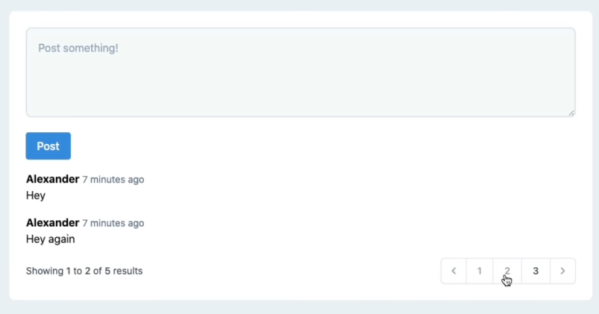 Post something!
Post
Alexander 7 minutes ago
Hey
Alexander 7 minutes ago
Hey again
Showing 1 to 2 of 5 results
< 1 2 3 >